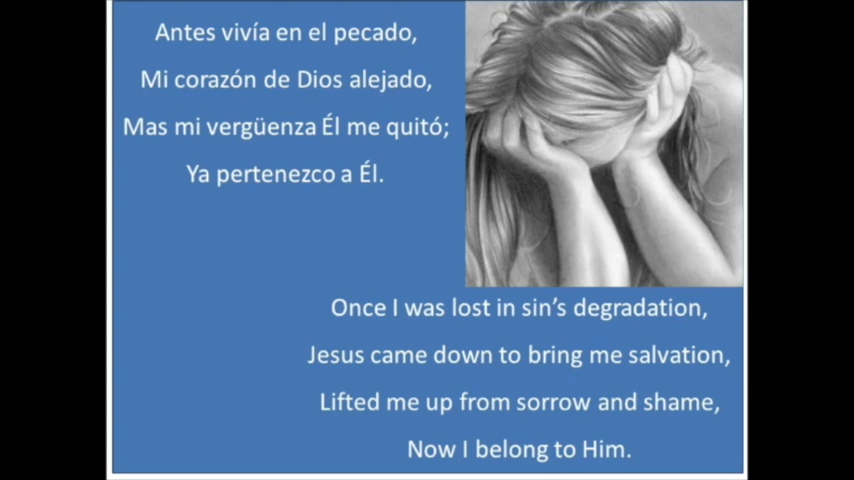 Antes vivía en el pecado,
Mi corazón de Dios alejado,
Mas mi vergüenza Él me quitó;
Ya pertenezco a Él.
Once I was lost in sin’s degradation,
Jesus came down to bring me salvation,
Lifted me up from sorrow and shame,
Now I belong to Him.